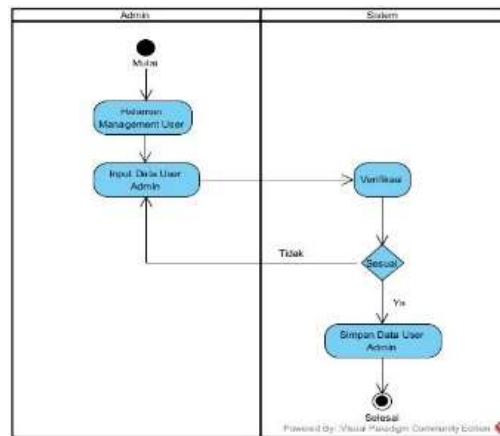 Admin
Sistem
Mulai
Halaman
Management User
Input Data User
Admin
Verifikasi
Tidak
Sesuai
Ya
Simpan Data User
Admin
Selesai
Powered By: Visual Paradigm Community Edition